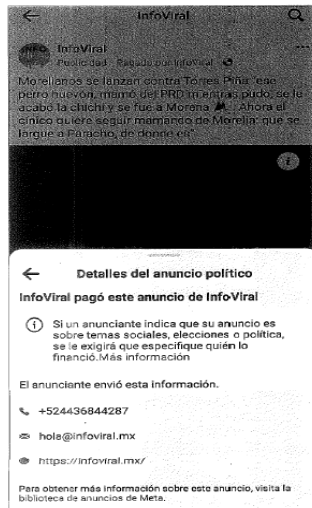 InfoViral
InfoViral
Publicidad · Pagado por InfoViral
Morelianos se lanzan contra Torres Piña "ese
perro huevón, mamó del PRD mientras pudo, se le
acabó la chichi y se fue a Morena. Ahora el
cínico quiere seguir mamando de Morelia: que se
largue a Paracho, de donde es"
Detalles del anuncio político
InfoViral pagó este anuncio de InfoViral
Si un anunciante indica que su anuncio es
sobre temas sociales, elecciones o política,
se le exigirá que especifique quién lo
financió.Más información
El anunciante envió esta información.
+524436844287
hola@infoviral.mx
https://infoviral.mx/
Para obtener más información sobre este anuncio, visita la
biblioteca de anuncios de Meta.